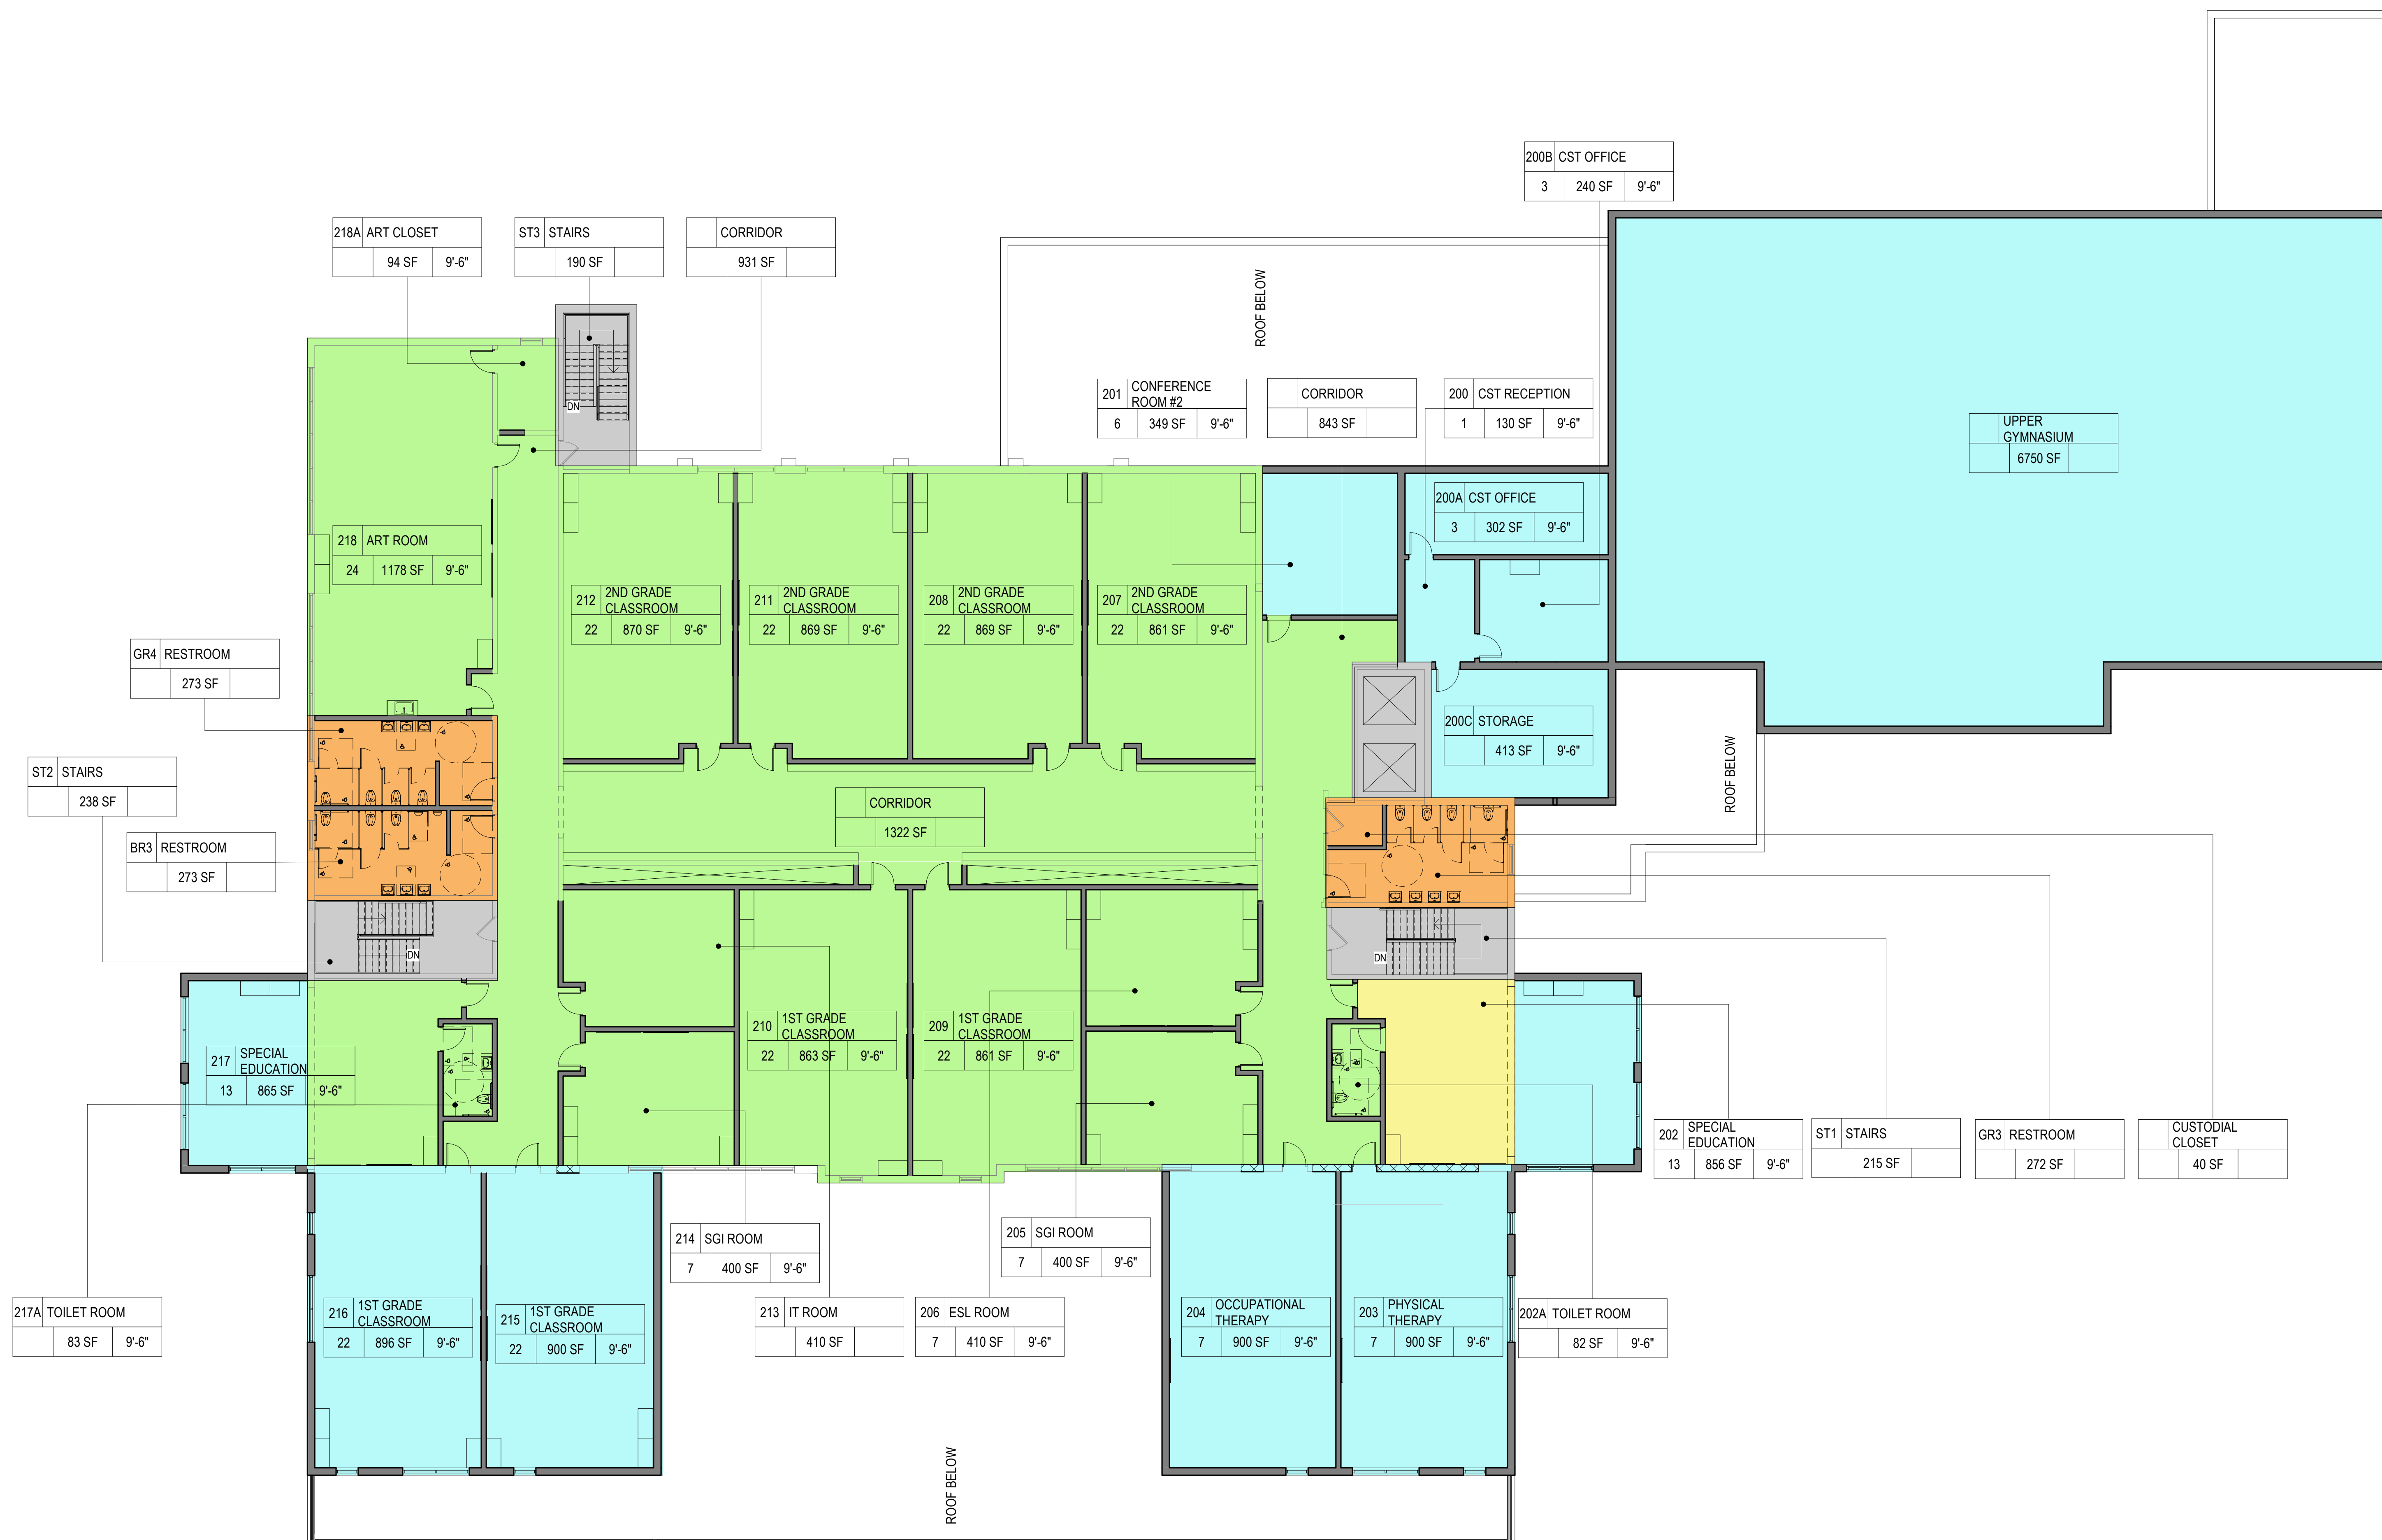 200B CST OFFICE
3 240 SF 9'-6"
218A ART CLOSET
94 SF 9'-6"
ST3 STAIRS
190 SF
CORRIDOR
931 SF
ROOF BELOW
DN
201 CONFERENCE
ROOM #2
6 349 SF 9'-6"
CORRIDOR
843 SF
200 CST RECEPTION
1 130 SF 9'-6"
UPPER
GYMNASIUM
6750 SF
200A CST OFFICE
3 302 SF 9'-6"
218 ART ROOM
24 1178 SF 9'-6"
212 2ND GRADE
CLASSROOM
22 870 SF 9'-6"
211 2ND GRADE
CLASSROOM
22 869 SF 9'-6"
208 2ND GRADE
CLASSROOM
22 869 SF 9'-6"
207 2ND GRADE
CLASSROOM
22 861 SF 9'-6"
GR4 RESTROOM
273 SF
200C STORAGE
413 SF 9'-6"
ROOF BELOW
ST2 STAIRS
238 SF
CORRIDOR
1322 SF
BR3 RESTROOM
273 SF
DN
DN
217 SPECIAL
EDUCATION
13 865 SF 9'-6"
210 1ST GRADE
CLASSROOM
22 863 SF 9'-6"
209 1ST GRADE
CLASSROOM
22 861 SF 9'-6"
202 SPECIAL
EDUCATION
13 856 SF 9'-6"
ST1 STAIRS
215 SF
GR3 RESTROOM
272 SF
CUSTODIAL
CLOSET
40 SF
214 SGI ROOM
7 400 SF 9'-6"
205 SGI ROOM
7 400 SF 9'-6"
217A TOILET ROOM
83 SF 9'-6"
216 1ST GRADE
CLASSROOM
22 896 SF 9'-6"
215 1ST GRADE
CLASSROOM
22 900 SF 9'-6"
213 IT ROOM
410 SF
206 ESL ROOM
7 410 SF 9'-6"
204 OCCUPATIONAL
THERAPY
7 900 SF 9'-6"
203 PHYSICAL
THERAPY
7 900 SF 9'-6"
202A TOILET ROOM
82 SF 9'-6"
ROOF BELOW